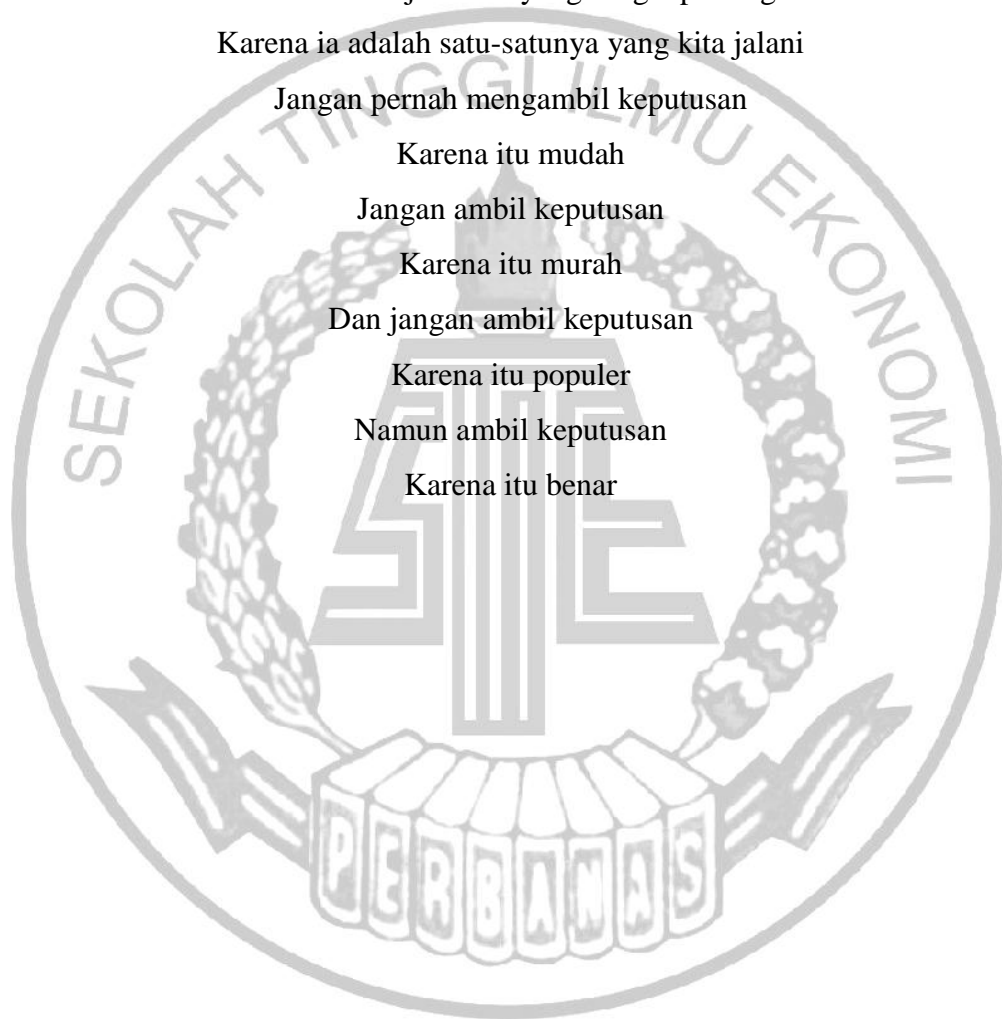 Karena ia adalah satu-satunya yang kita jalani
Jangan pernah mengambil keputusan
Karena itu mudah
Jangan ambil keputusan
Karena itu murah
Dan jangan ambil keputusan
Karena itu populer
Namun ambil keputusan
Karena itu benar
SEKOLAH TINGGI ILMU EKONOMI
PERBANAS